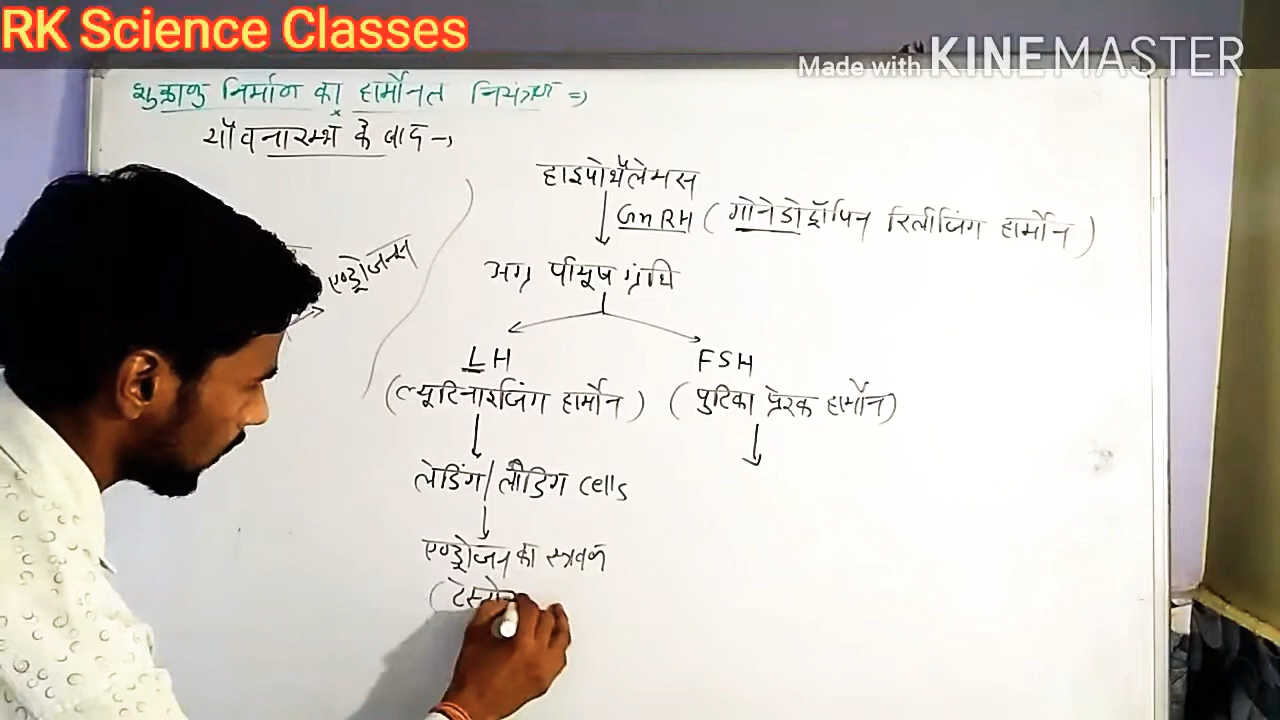 RK Science Classes
Made with KINEMASTER
शुक्राणु निर्माण का हार्मोनल नियंत्रण =>
यौवनारम्भ के बाद →
हाइपोथैलेमस
GnRH ( गोनेडोट्रॉपिन रिलीजिंग हार्मोन )
एण्ड्रोजन्स
अग्र पीयूष ग्रंथि
LH FSH
(ल्यूटिनाइजिंग हार्मोन ) ( पुटिका प्रेरक हार्मोन)
लेडिग/लीडिग cells
एण्ड्रोजन का स्त्रवण
( टेस्टो